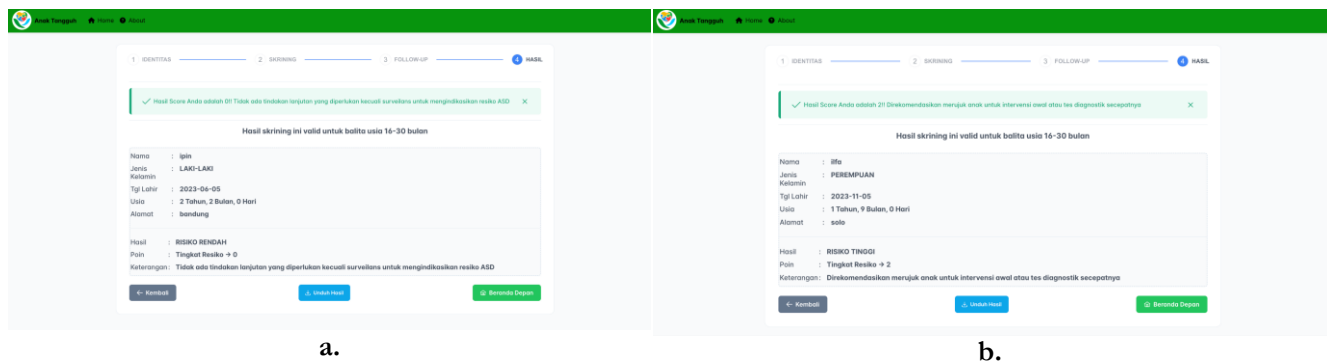 Anak Tangguh Home About
1 IDENTITAS 2 SKRINING 3 FOLLOW-UP 4 HASIL
Hasil Score Anda adalah 0!! Tidak ada tindakan lanjutan yang diperlukan kecuali surveilans untuk mengindikasikan resiko ASD
Hasil skrining ini valid untuk balita usia 16-30 bulan
Nama : ipin
Jenis Kelamin : LAKI-LAKI
Tgl Lahir : 2023-06-05
Usia : 2 Tahun, 2 Bulan, 0 Hari
Alamat : bandung
Hasil : RISIKO RENDAH
Poin : Tingkat Resiko → 0
Keterangan : Tidak ada tindakan lanjutan yang diperlukan kecuali surveilans untuk mengindikasikan resiko ASD
← Kembali Unduh Hasil Beranda Depan
a.
Anak Tangguh Home About
1 IDENTITAS 2 SKRINING 3 FOLLOW-UP 4 HASIL
Hasil Score Anda adalah 2!! Direkomendasikan merujuk anak untuk intervensi awal atau tes diagnostik secepatnya
Hasil skrining ini valid untuk balita usia 16-30 bulan
Nama : ilfa
Jenis Kelamin : PEREMPUAN
Tgl Lahir : 2023-11-05
Usia : 1 Tahun, 9 Bulan, 0 Hari
Alamat : solo
Hasil : RISIKO TINGGI
Poin : Tingkat Resiko → 2
Keterangan : Direkomendasikan merujuk anak untuk intervensi awal atau tes diagnostik secepatnya
← Kembali Unduh Hasil Beranda Depan
b.